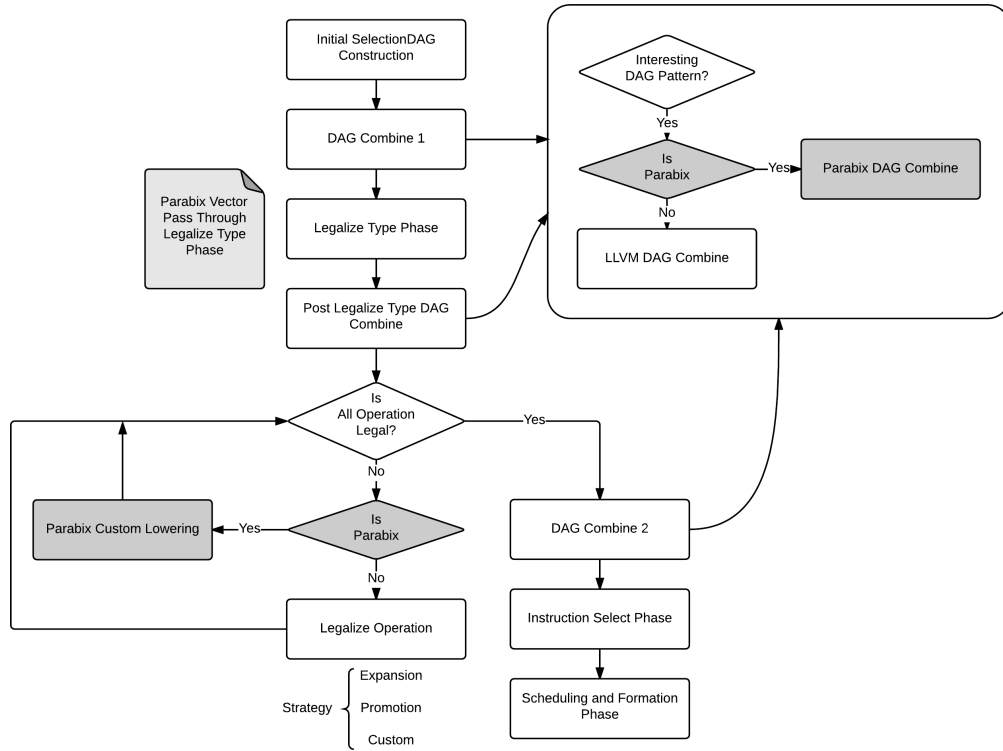 Initial SelectionDAG
Construction
DAG Combine 1
Parabix Vector
Pass Through
Legalize Type
Phase
Legalize Type Phase
Post Legalize Type DAG
Combine
Interesting
DAG Pattern?
Yes
Is
Parabix
Yes
Parabix DAG Combine
No
LLVM DAG Combine
Is
All Operation
Legal?
Yes
No
Is
Parabix
Yes
Parabix Custom Lowering
No
Legalize Operation
Strategy
Expansion
Promotion
Custom
DAG Combine 2
Instruction Select Phase
Scheduling and Formation
Phase